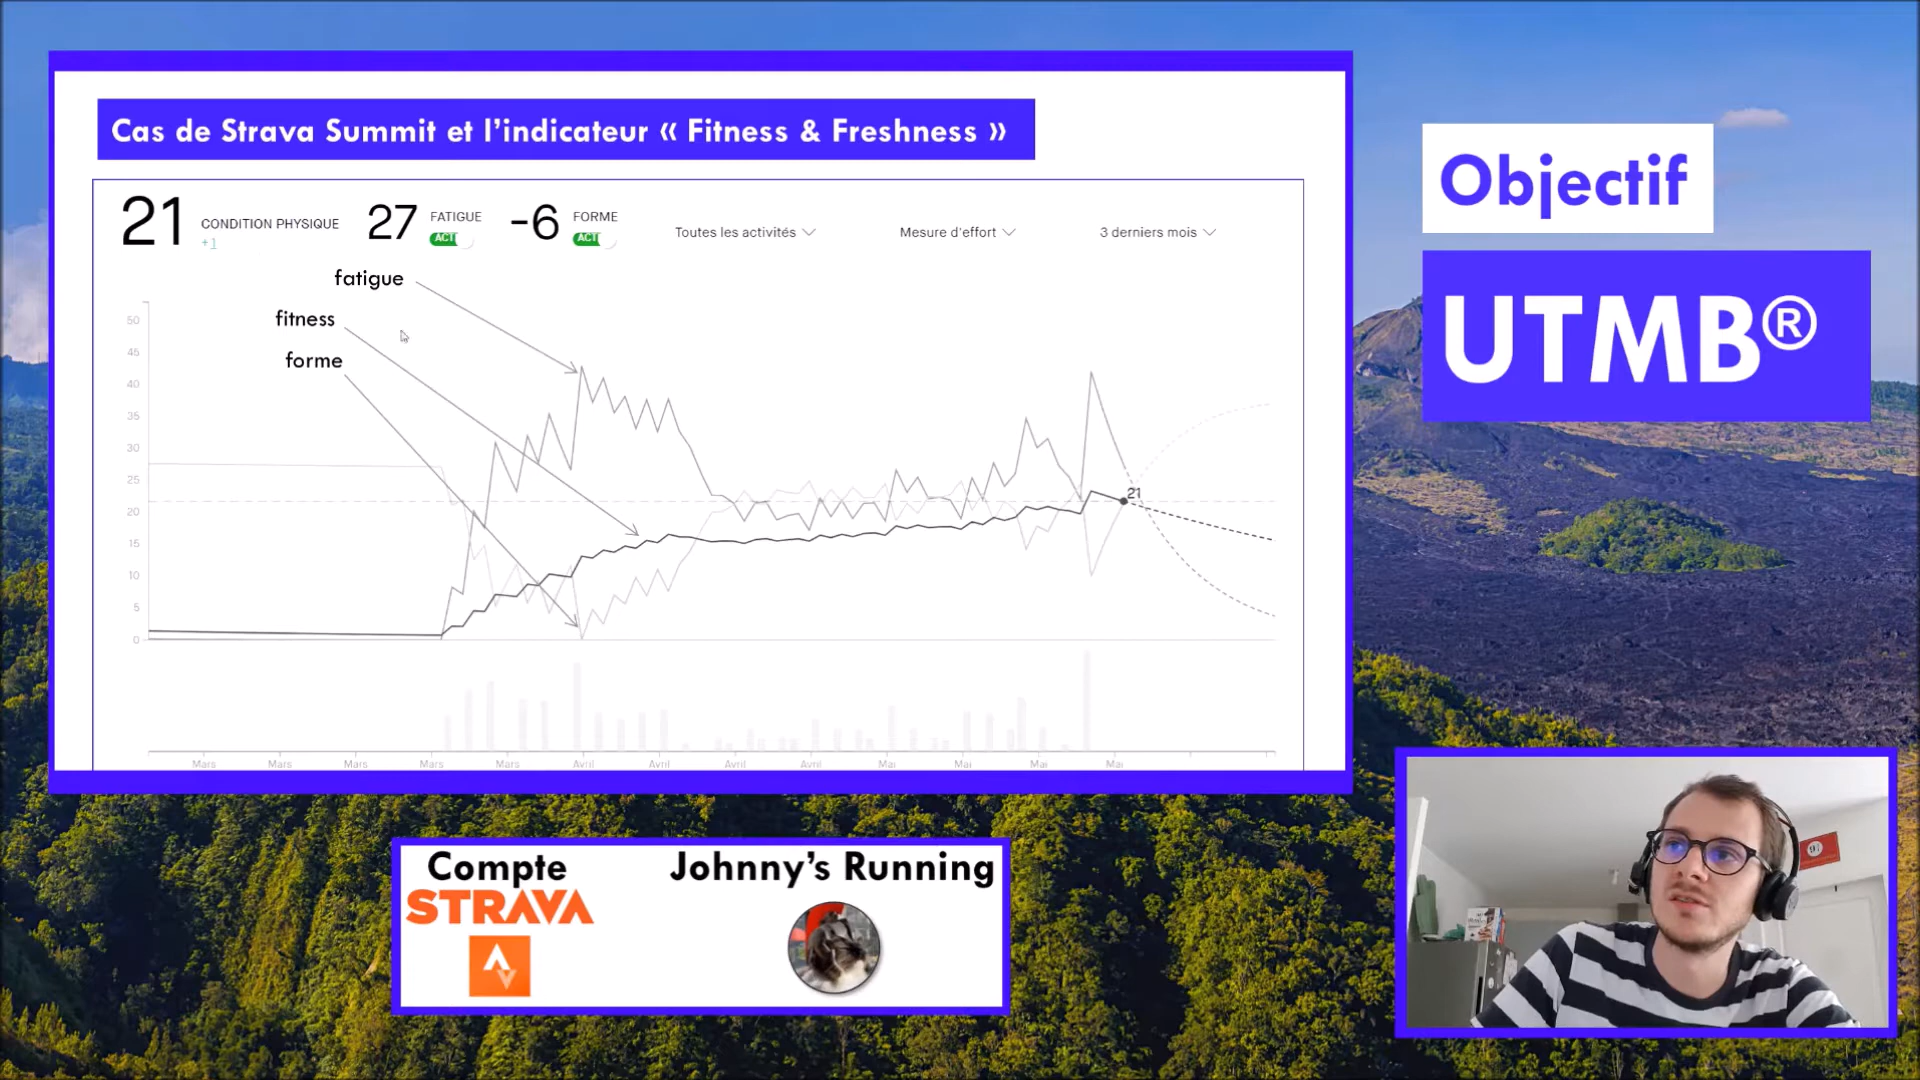 Cas de Strava Summit et l'indicateur « Fitness & Freshness »
21 CONDITION PHYSIQUE
+1
27 FATIGUE
ACT
-6 FORME
ACT
Toutes les activités
Mesure d'effort
3 derniers mois
fatigue
fitness
forme
50
45
40
35
30
25
20
15
10
5
0
21
Mars Mars Mars Mars Mars Avril Avril Avril Avril Mai Mai Mai Mai
Objectif
UTMB®
Compte
STRAVA
Johnny's Running